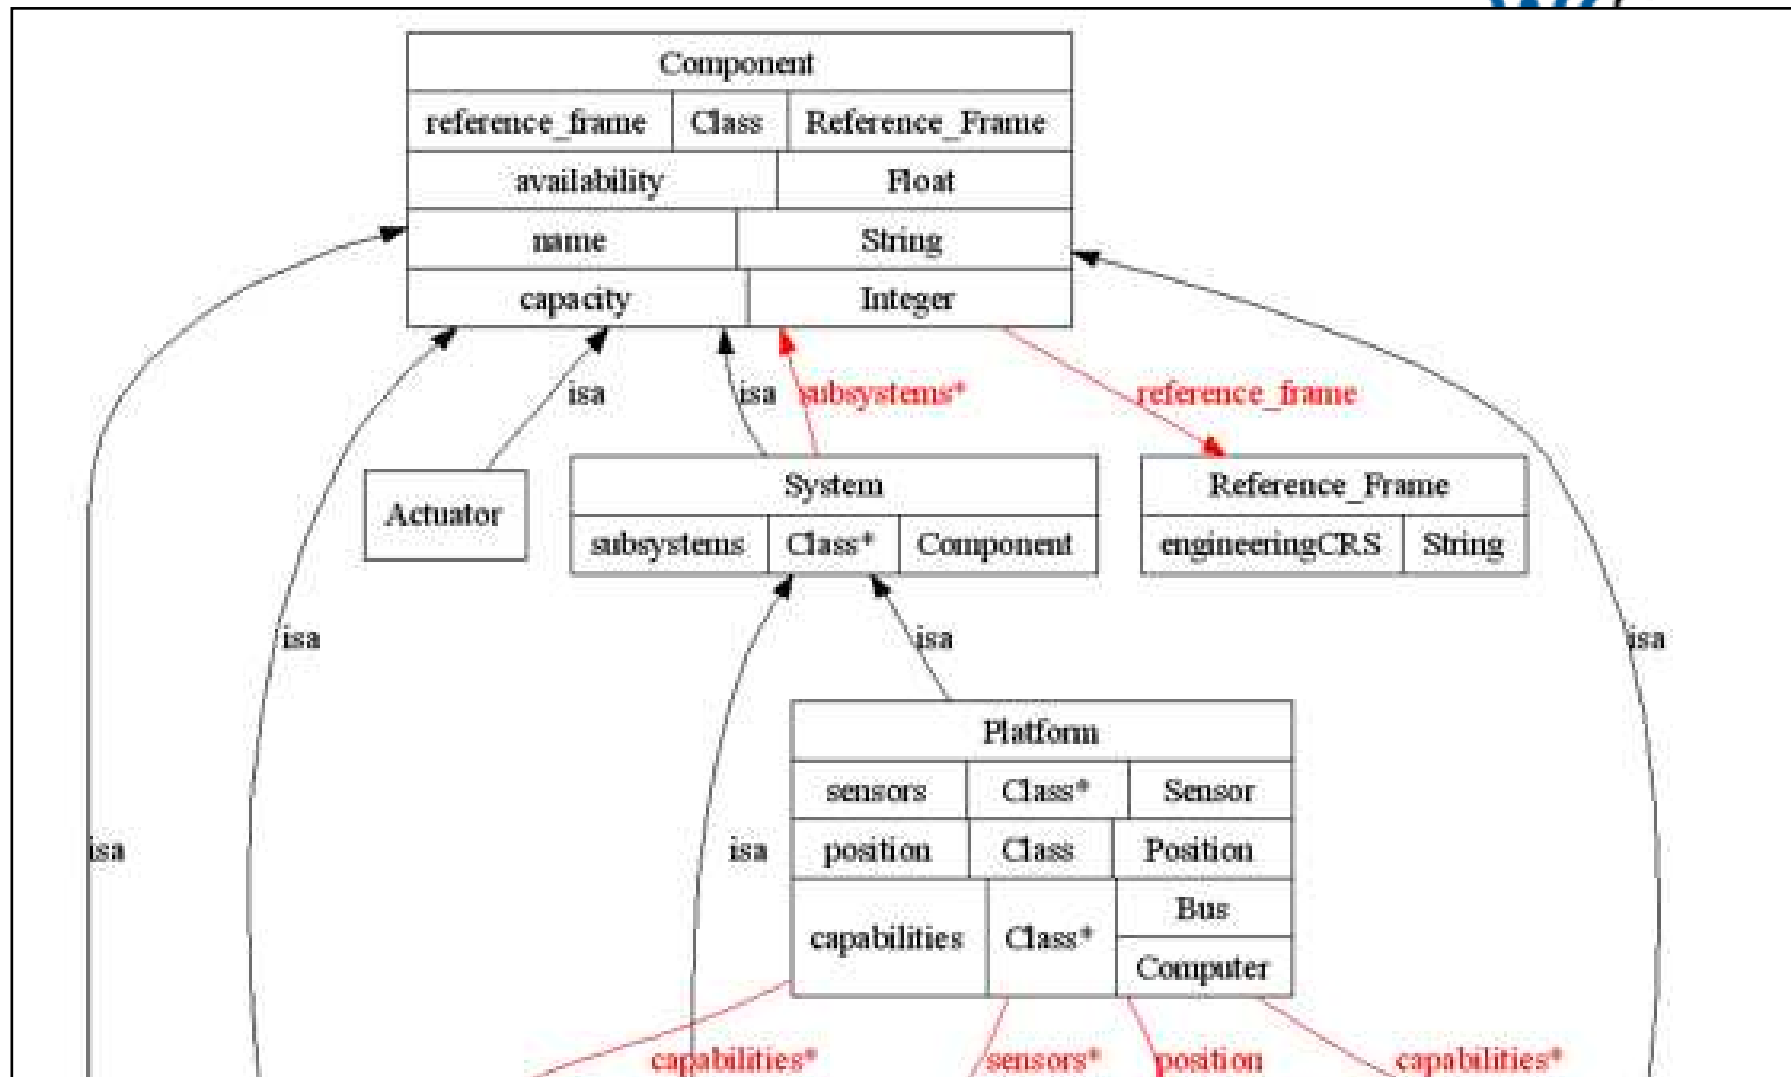 Component
reference_frame Class Reference_Frame
availability Float
name String
capacity Integer
isa isa subsystems* reference_frame
System
Reference_Frame
Actuator
subsystems Class* Component
engineeringCRS String
isa isa isa
Platform
sensors Class* Sensor
isa isa position Class Position
Bus
capabilities Class*
Computer
capabilities* sensors* position capabilities*